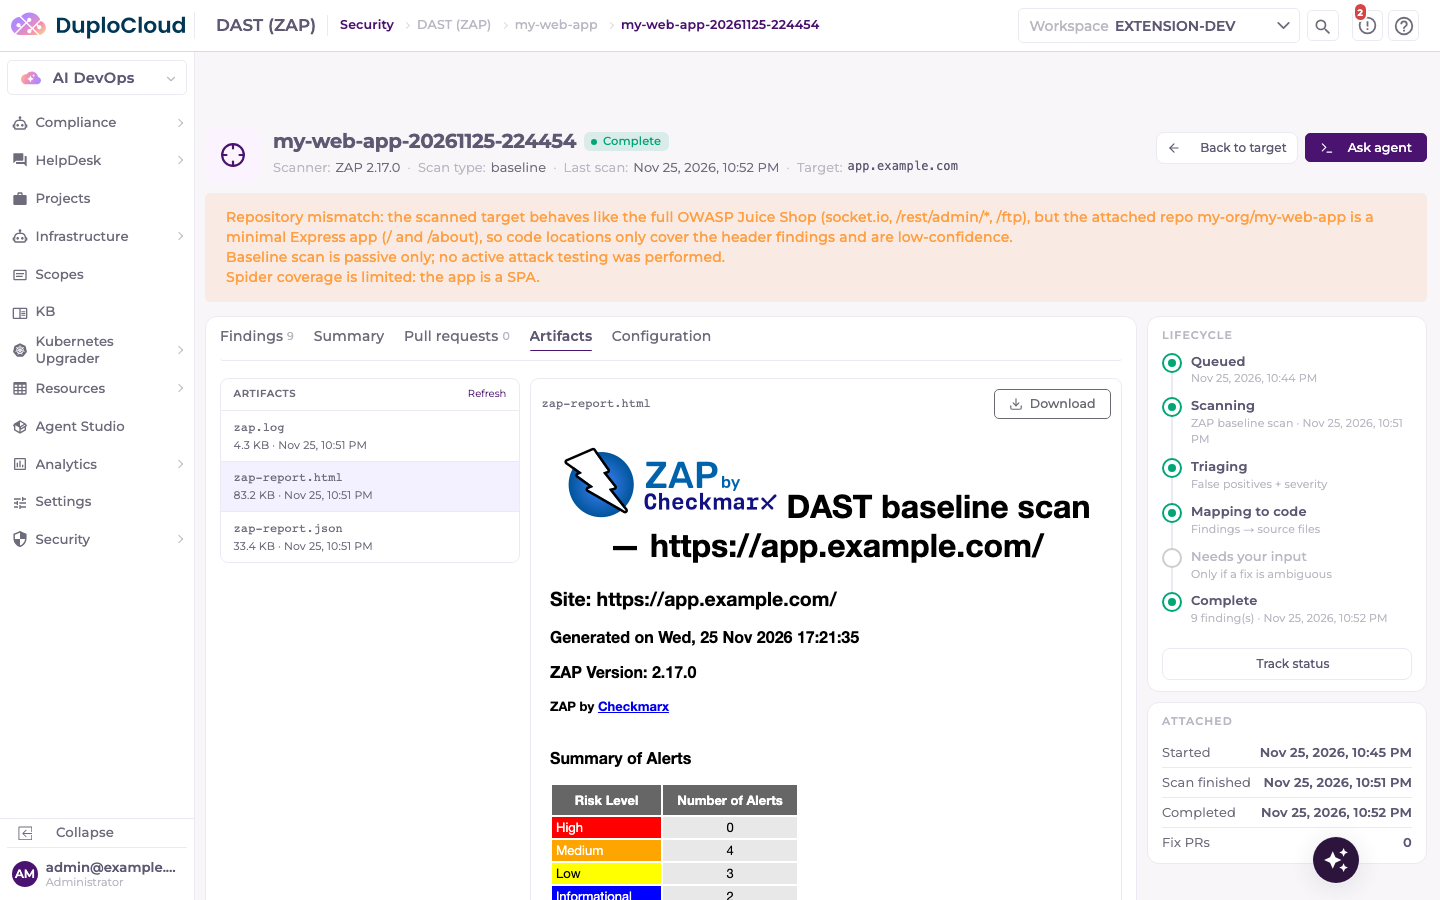 DuploCloud
DAST (ZAP)
Security
DAST (ZAP)
my-web-app
my-web-app-20261125-224454
Workspace EXTENSION-DEV
2
AI DevOps
Compliance
HelpDesk
Projects
Infrastructure
Scopes
KB
Kubernetes
Upgrader
Resources
Agent Studio
Analytics
Settings
Security
Collapse
AM
admin@example....
Administrator
my-web-app-20261125-224454
Complete
Scanner: ZAP 2.17.0 · Scan type: baseline · Last scan: Nov 25, 2026, 10:52 PM · Target: app.example.com
Back to target
Ask agent
Repository mismatch: the scanned target behaves like the full OWASP Juice Shop (socket.io, /rest/admin/*, /ftp), but the attached repo my-org/my-web-app is a
minimal Express app (/ and /about), so code locations only cover the header findings and are low-confidence.
Baseline scan is passive only; no active attack testing was performed.
Spider coverage is limited: the app is a SPA.
Findings 9
Summary
Pull requests 0
Artifacts
Configuration
ARTIFACTS
Refresh
zap.log
4.3 KB · Nov 25, 10:51 PM
zap-report.html
83.2 KB · Nov 25, 10:51 PM
zap-report.json
33.4 KB · Nov 25, 10:51 PM
zap-report.html
Download
ZAP by
Checkmarx
DAST baseline scan
— https://app.example.com/
Site: https://app.example.com/
Generated on Wed, 25 Nov 2026 17:21:35
ZAP Version: 2.17.0
ZAP by Checkmarx
Summary of Alerts
Risk Level
Number of Alerts
High
0
Medium
4
Low
3
Informational
2
LIFECYCLE
Queued
Nov 25, 2026, 10:44 PM
Scanning
ZAP baseline scan · Nov 25, 2026, 10:51
PM
Triaging
False positives + severity
Mapping to code
Findings → source files
Needs your input
Only if a fix is ambiguous
Complete
9 finding(s) · Nov 25, 2026, 10:52 PM
Track status
ATTACHED
Started
Nov 25, 2026, 10:45 PM
Scan finished
Nov 25, 2026, 10:51 PM
Completed
Nov 25, 2026, 10:52 PM
Fix PRs
0